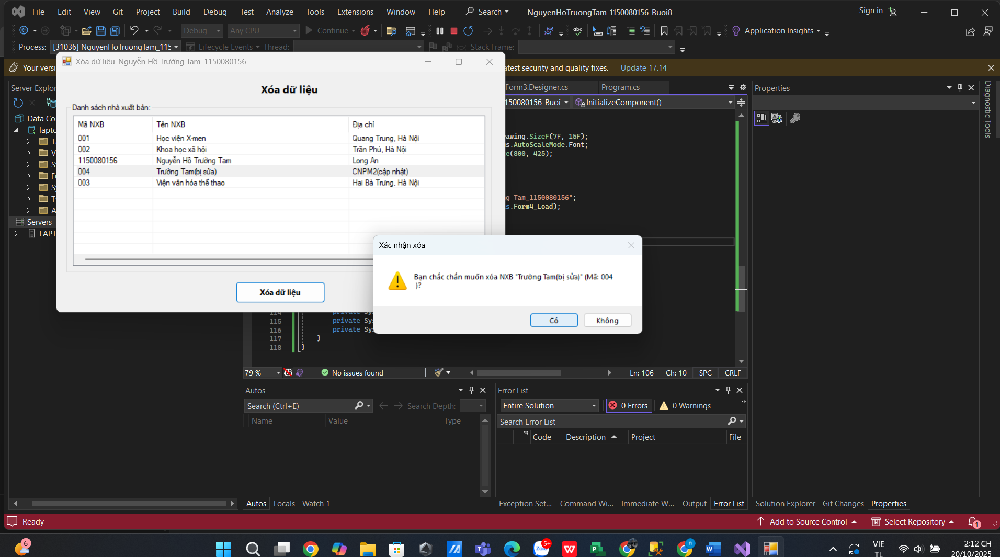 File Edit View Git Project Build Debug Test Analyze Tools Extensions Window Help Search NguyenHoTruongTam_1150080156_Buoi8 Sign in
Debug Any CPU Continue Application Insights
Process: [31036] NguyenHoTruongTam_115 Lifecycle Events Thread: Stack Frame:
Xóa dữ liệu_Nguyễn Hồ Trường Tam_1150080156
Your versi
atest security and quality fixes. Update 17.14
Server Explor
Form3.Designer.cs Program.cs
Properties
Diagnostic Tools
Xóa dữ liệu
1150080156_Buoi InitializeComponent()
Danh sách nhà xuất bản:
Mã NXB Tên NXB Địa chỉ
001 Học viện X-men Quang Trung, Hà Nội
002 Khoa học xã hội Trần Phú, Hà Nội
1150080156 Nguyễn Hồ Trường Tam Long An
004 Trường Tam(bị sửa) CNPM2(cập nhật)
003 Viện văn hóa thể thao Hai Bà Trưng, Hà Nội
Xóa dữ liệu
Data Co
lapto
T
V
S
Fu
Sy
Ty
A
Servers
LAPT
rawing.SizeF(7F, 15F);
s.AutoScaleMode.Font;
e(800, 425);
g Tam_1150080156";
s.Form4_Load);
Xác nhận xóa
Bạn chắc chắn muốn xóa NXB "Trường Tam(bị sửa)" (Mã: 004
)?
Có Không
114 private Sys
115 private Sys
116 private Sys
117 }
118 }
79 % No issues found Ln: 106 Ch: 10 SPC CRLF
Autos
Search (Ctrl+E) Search Depth:
Name Value Type
Autos Locals Watch 1
Error List
Entire Solution 0 Errors 0 Warnings
Search Error List
Code Description Project File
Exception Set... Command Wi... Immediate W... Output Error List
Solution Explorer Git Changes Properties
Ready Add to Source Control Select Repository 1
6
Zalo 5+
n
VIE
TL
2:12 CH
20/10/2025